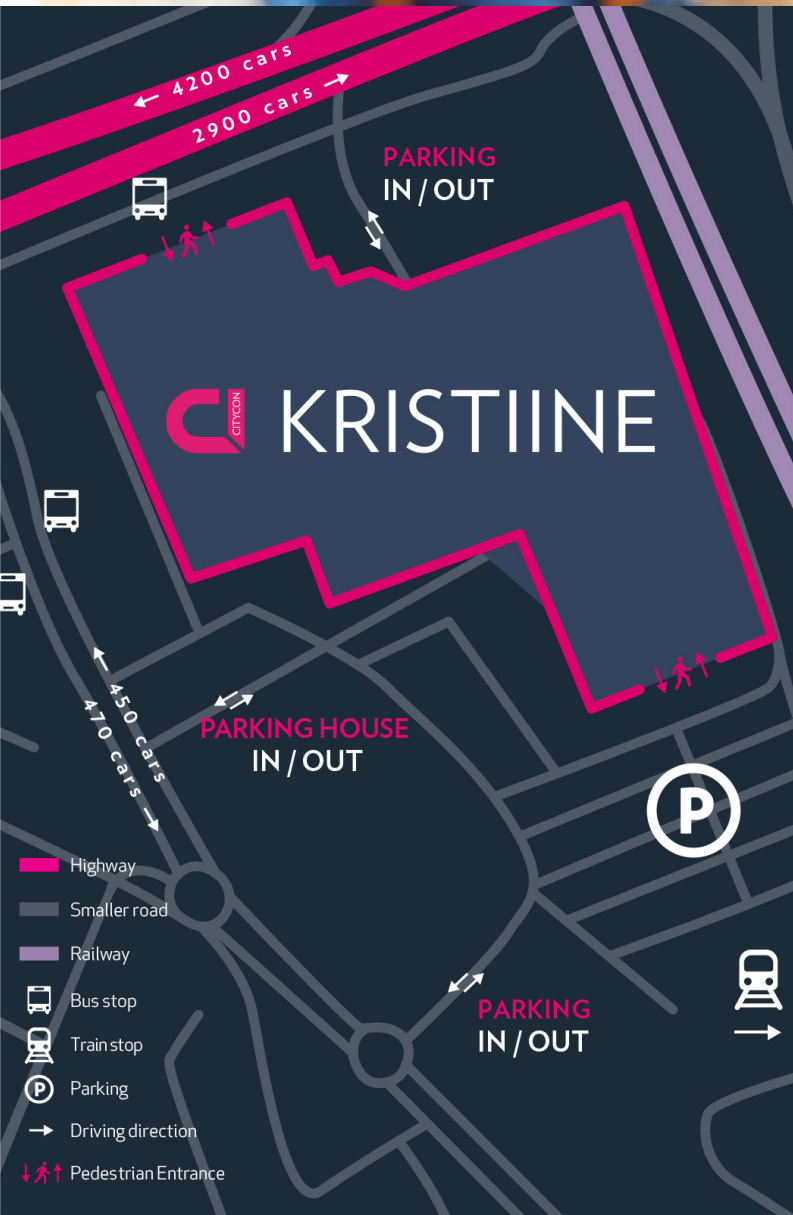 4200 cars
2900 cars
PARKING
IN / OUT
CITYCON
KRISTIINE
450 cars
470 cars
PARKING HOUSE
IN / OUT
P
Highway
Smaller road
Railway
Bus stop
Train stop
P
Parking
Driving direction
Pedestrian Entrance
PARKING
IN / OUT